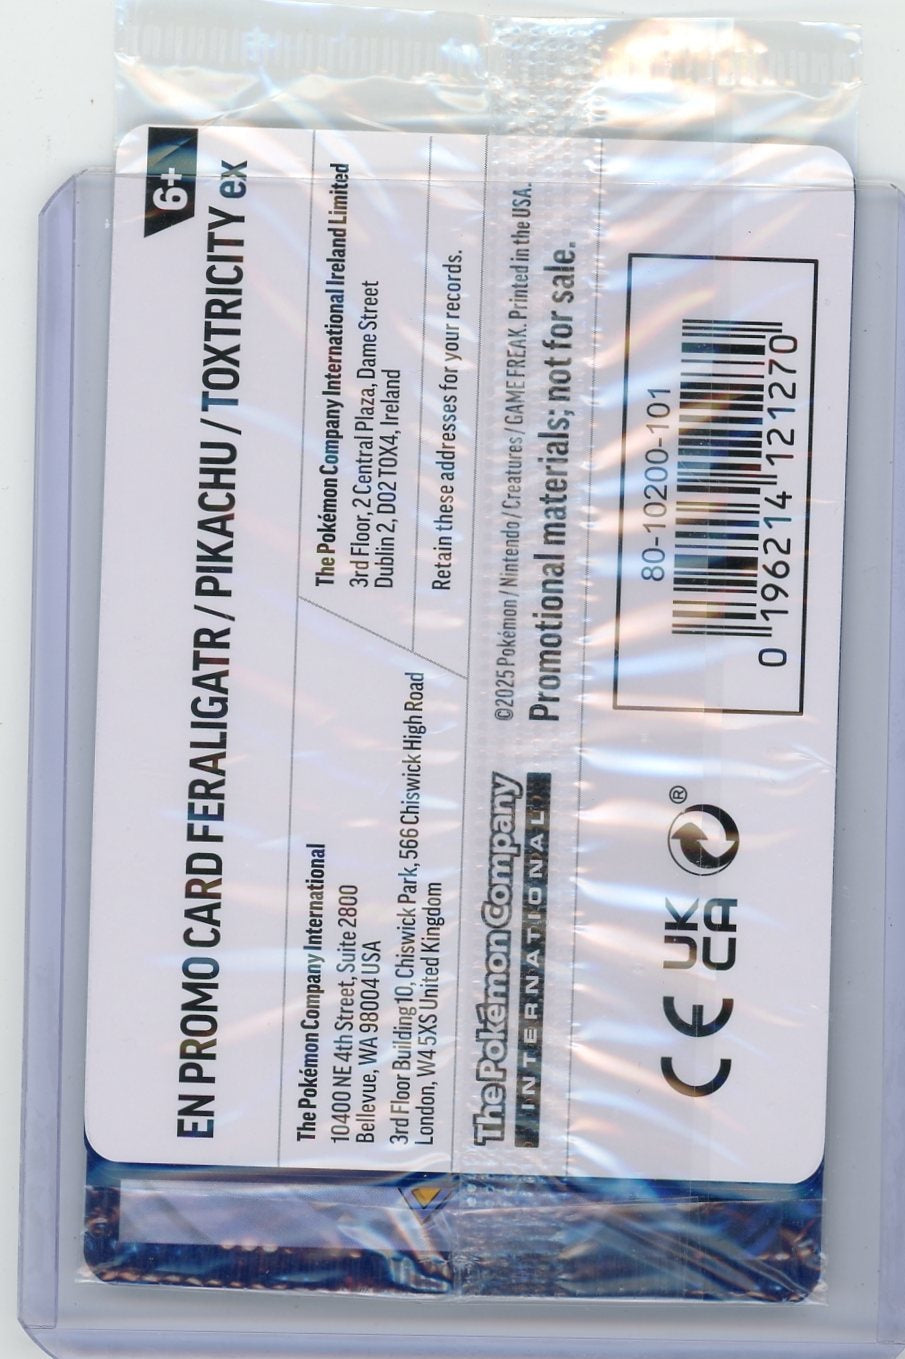 6+
EN PROMO CARD FERALIGATR / PIKACHU / TOXTRICITY ex
The Pokémon Company International
10400 NE 4th Street, Suite 2800
Bellevue, WA 98004 USA
3rd Floor Building 10, Chiswick Park, 566 Chiswick High Road
London, W4 5XS United Kingdom
The Pokémon Company International Ireland Limited
3rd Floor, 2 Central Plaza, Dame Street
Dublin 2, D02 T0X4, Ireland
Retain these addresses for your records.
The Pokémon Company
INTERNATIONAL
©2025 Pokémon / Nintendo / Creatures / GAME FREAK. Printed in the USA.
Promotional materials; not for sale.
CE
UK
CA
®
80-10200-101
0 196214 121270